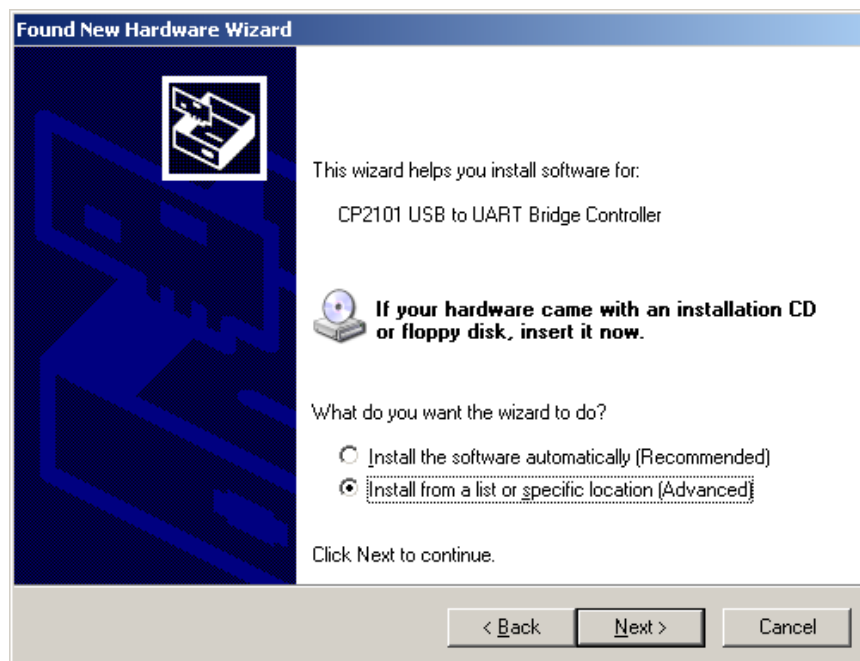 Found New Hardware Wizard
This wizard helps you install software for:
CP2101 USB to UART Bridge Controller
If your hardware came with an installation CD
or floppy disk, insert it now.
What do you want the wizard to do?
Install the software automatically (Recommended)
Install from a list or specific location (Advanced)
Click Next to continue.
< Back
Next >
Cancel